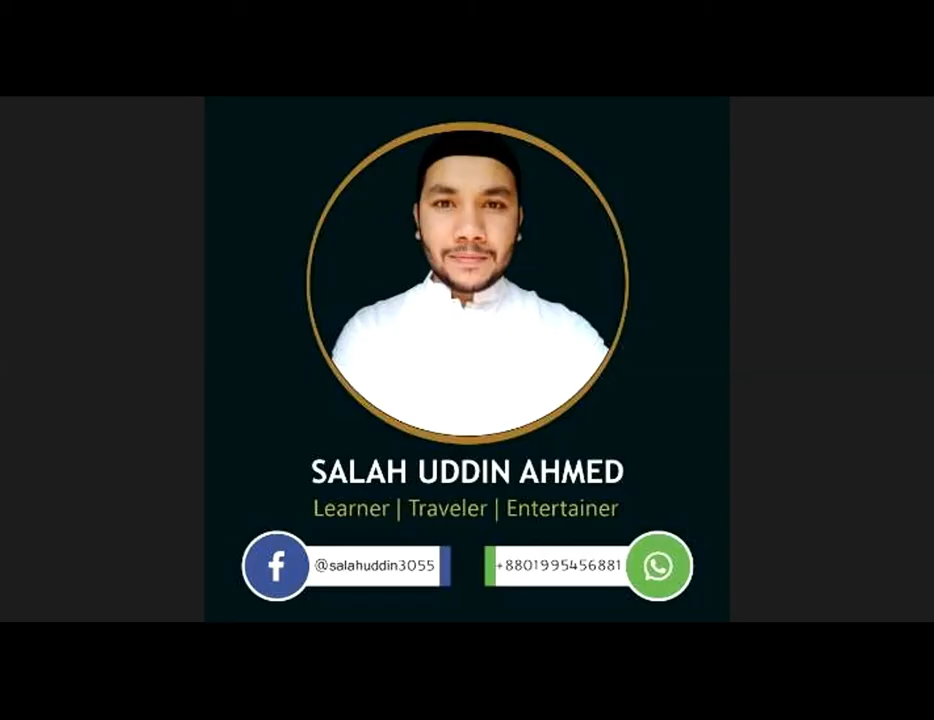 SALAH UDDIN AHMED
Learner | Traveler | Entertainer
@salahuddin3055
+8801995456881